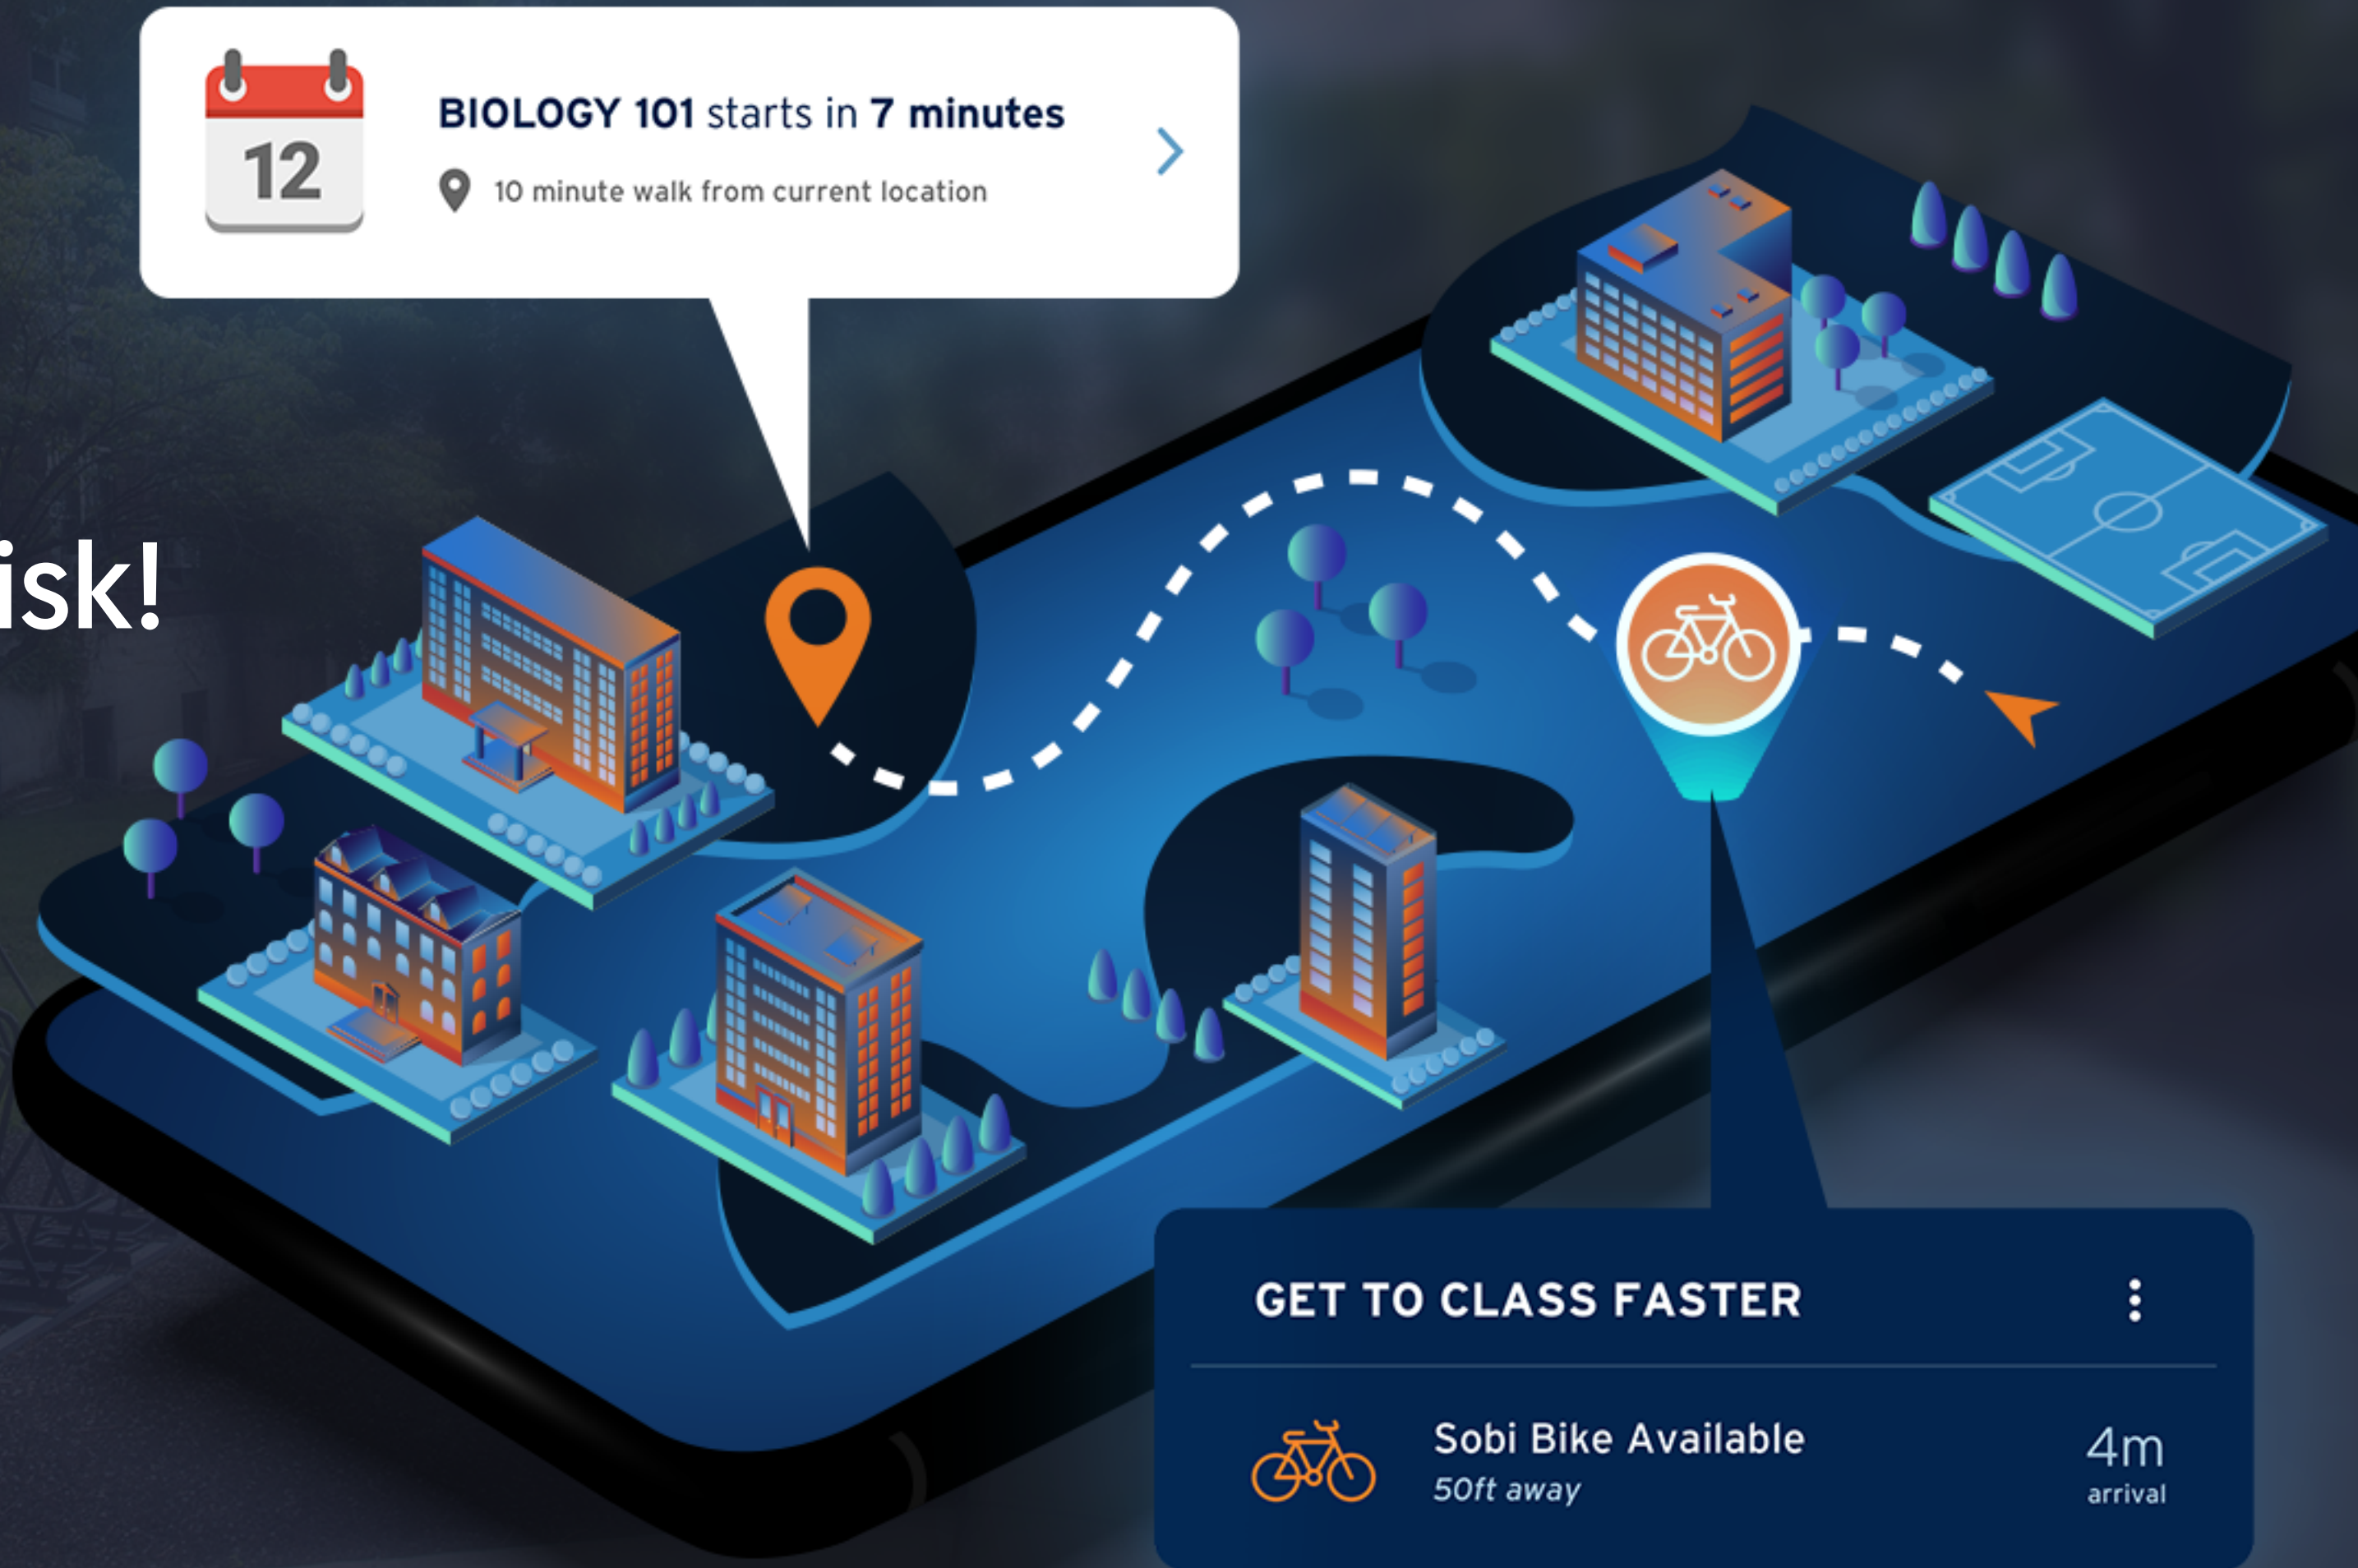 12
BIOLOGY 101 starts in 7 minutes
10 minute walk from current location
isk!
GET TO CLASS FASTER
Sobi Bike Available
50ft away
4m
arrival